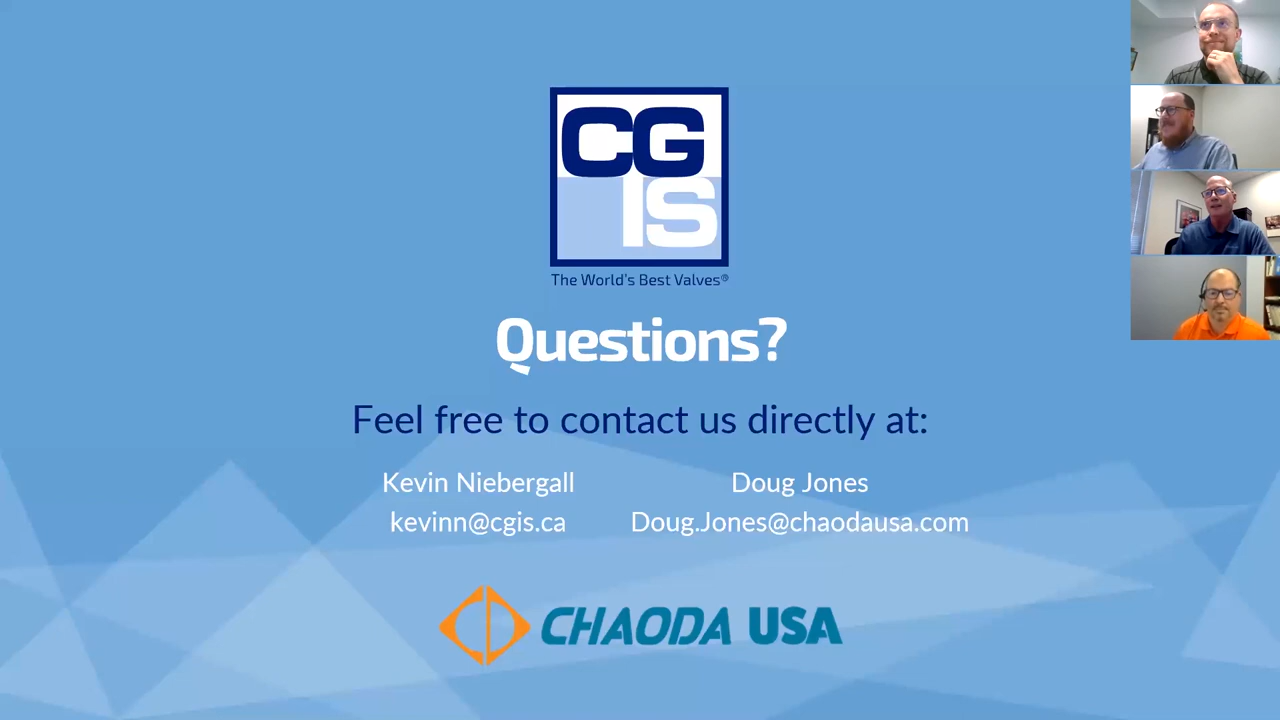 CG
IS
The World's Best Valves®
Questions?
Feel free to contact us directly at:
Kevin Niebergall
kevinn@cgis.ca
Doug Jones
Doug.Jones@chaodausa.com
CHAODA USA